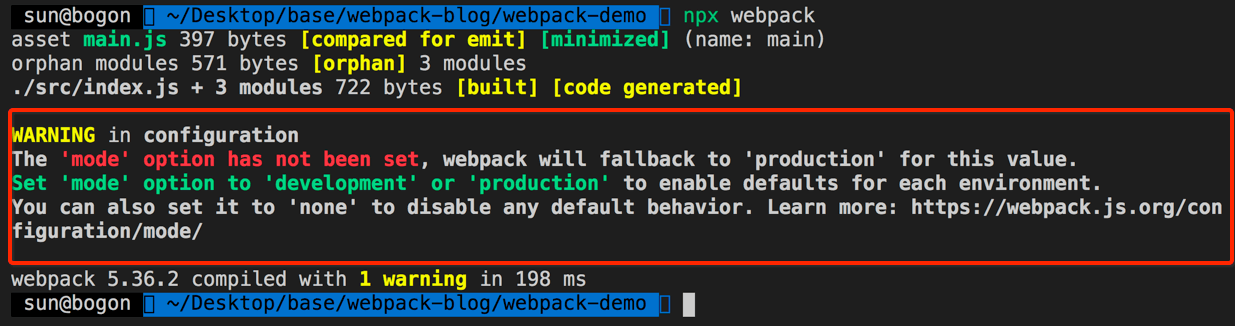 sun@bogon ~/Desktop/base/webpack-blog/webpack-demo npx webpack
asset main.js 397 bytes [compared for emit] [minimized] (name: main)
orphan modules 571 bytes [orphan] 3 modules
./src/index.js + 3 modules 722 bytes [built] [code generated]
WARNING in configuration
The 'mode' option has not been set, webpack will fallback to 'production' for this value.
Set 'mode' option to 'development' or 'production' to enable defaults for each environment.
You can also set it to 'none' to disable any default behavior. Learn more: https://webpack.js.org/con
figuration/mode/
webpack 5.36.2 compiled with 1 warning in 198 ms
sun@bogon ~/Desktop/base/webpack-blog/webpack-demo